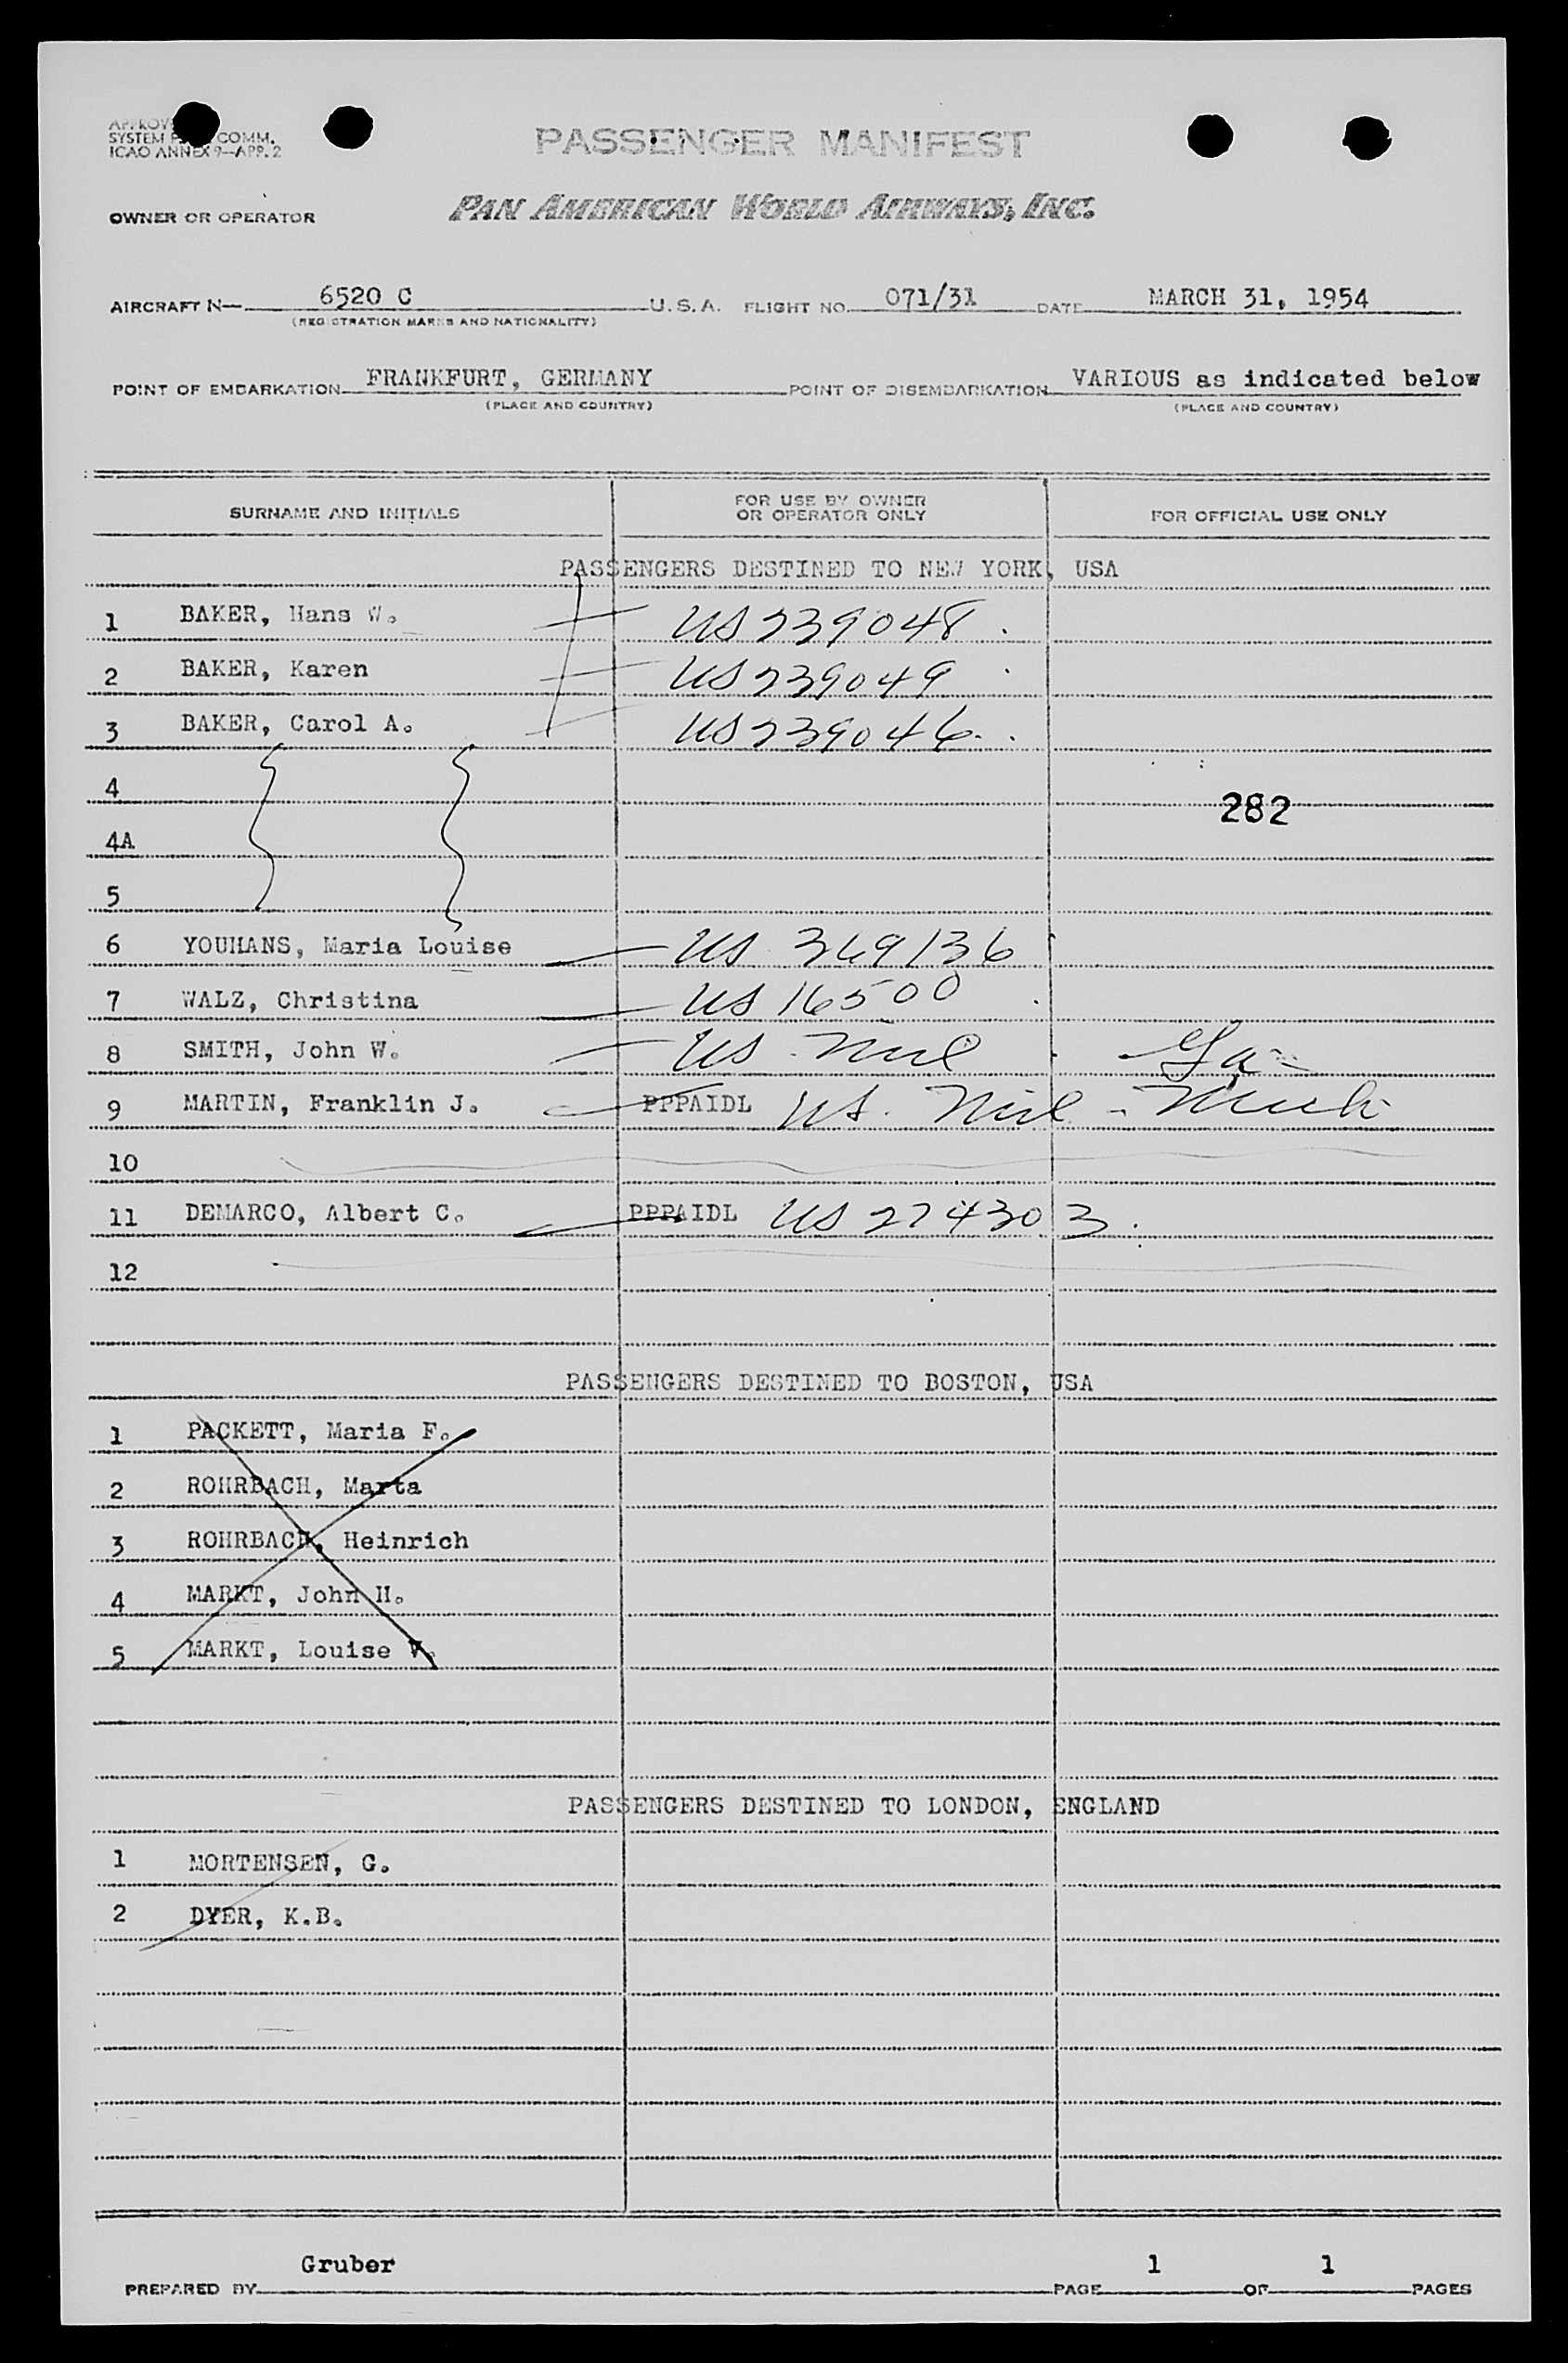 PASSENGER MANIFEST
SYSTEM COMM.
ICAO ANNEX 9—APP. 2
OWNER OR OPERATOR PAN AMERICAN WORLD AIRWAYS, INC.
AIRCRAFT N— 6520 C U.S.A. FLIGHT NO. 071/31 DATE MARCH 31, 1954
(REGISTRATION MARKS AND NATIONALITY)
POINT OF EMBARKATION FRANKFURT, GERMANY POINT OF DISEMBARKATION VARIOUS as indicated below
(PLACE AND COUNTRY) (PLACE AND COUNTRY)
SURNAME AND INITIALS FOR USE BY OWNER OR OPERATOR ONLY FOR OFFICIAL USE ONLY
PASSENGERS DESTINED TO NEW YORK, USA
1 BAKER, Hans W. US 239048
2 BAKER, Karen US 239049
3 BAKER, Carol A. US 239046
4
282
4A
5
6 YOUHANS, Maria Louise US 369136
7 WALZ, Christina US 16500
8 SMITH, John W. US Mil Ga
9 MARTIN, Franklin J. PPPAIDL US. Mil - Mich
10
11 DEMARCO, Albert C. PPPAIDL US 274303
12
PASSENGERS DESTINED TO BOSTON, USA
1 PACKETT, Maria F.
2 ROHRBACH, Marta
3 ROHRBACH, Heinrich
4 MARKT, John H.
5 MARKT, Louise V.
PASSENGERS DESTINED TO LONDON, ENGLAND
1 MORTENSEN, G.
2 DYER, K.B.
PREPARED BY Gruber PAGE 1 OF 1 PAGES